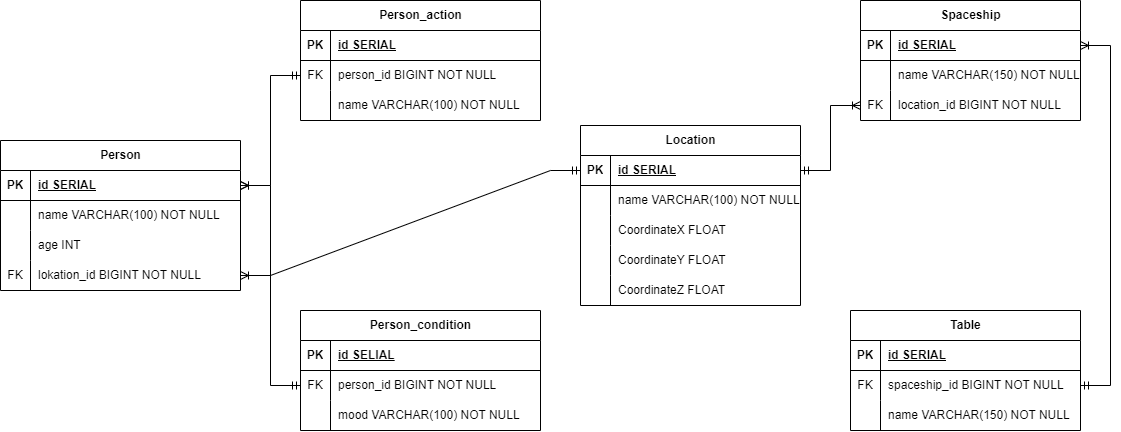 Person_action
PK id SERIAL
FK person_id BIGINT NOT NULL
name VARCHAR(100) NOT NULL
Spaceship
PK id SERIAL
name VARCHAR(150) NOT NULL
FK location_id BIGINT NOT NULL
Person
PK id SERIAL
name VARCHAR(100) NOT NULL
age INT
FK lokation_id BIGINT NOT NULL
Location
PK id SERIAL
name VARCHAR(100) NOT NULL
CoordinateX FLOAT
CoordinateY FLOAT
CoordinateZ FLOAT
Person_condition
PK id SELIAL
FK person_id BIGINT NOT NULL
mood VARCHAR(100) NOT NULL
Table
PK id SERIAL
FK spaceship_id BIGINT NOT NULL
name VARCHAR(150) NOT NULL